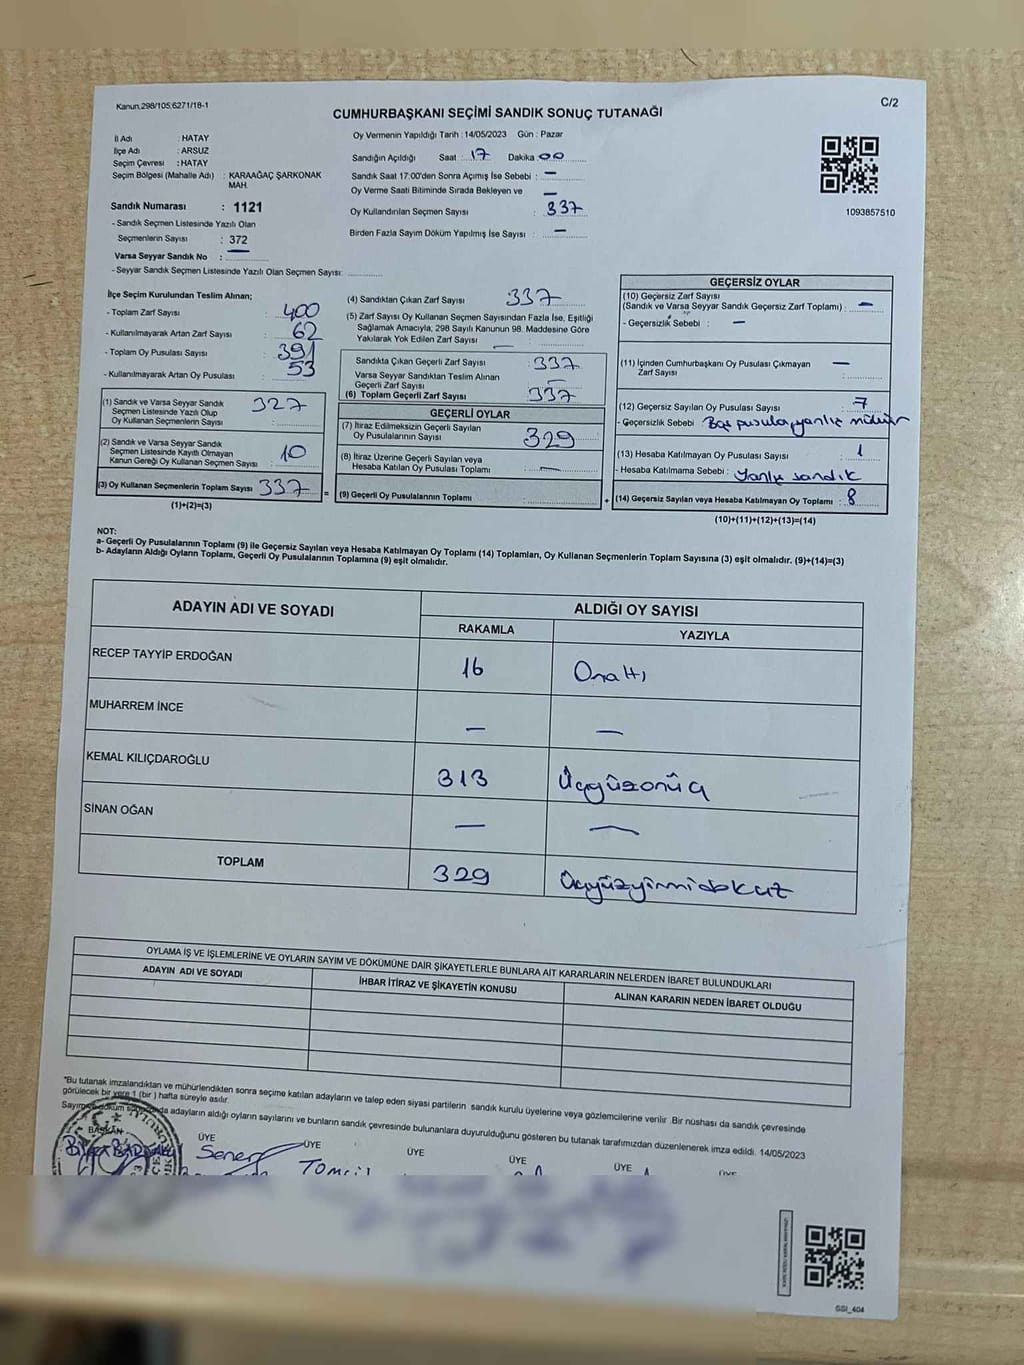 Kanun;298/105;6271/18-1
C/2
CUMHURBAŞKANI SEÇİMİ SANDIK SONUÇ TUTANAĞI
İl Adı : HATAY
İlçe Adı : ARSUZ
Seçim Çevresi : HATAY
Seçim Bölgesi (Mahalle Adı) : KARAAĞAÇ ŞARKONAK MAH.
Sandık Numarası : 1121
- Sandık Seçmen Listesinde Yazılı Olan
Seçmenlerin Sayısı : 372
Varsa Seyyar Sandık No : —
- Seyyar Sandık Seçmen Listesinde Yazılı Olan Seçmen Sayısı:
Oy Vermenin Yapıldığı Tarih :14/05/2023 Gün : Pazar
Sandığın Açıldığı Saat : 17 Dakika 00
Sandık Saat 17:00'den Sonra Açımış İse Sebebi : —
Oy Verme Saati Bitiminde Sırada Bekleyen ve —
Oy Kullandırılan Seçmen Sayısı : 337
Birden Fazla Sayım Döküm Yapılmış İse Sayısı : —
1093857510
İlçe Seçim Kurulundan Teslim Alınan;
- Toplam Zarf Sayısı : 400
- Kullanılmayarak Artan Zarf Sayısı : 62
- Toplam Oy Pusulası Sayısı : 391
- Kullanılmayarak Artan Oy Pusulası : 53
(1) Sandık ve Varsa Seyyar Sandık
Seçmen Listesinde Yazılı Olup
Oy Kullanan Seçmenlerin Sayısı : 327
(2) Sandık ve Varsa Seyyar Sandık
Seçmen Listesinde Kayıtlı Olmayan
Kanun Gereği Oy Kullanan Seçmen Sayısı : 10
(3) Oy Kullanan Seçmenlerin Toplam Sayısı : 337
(1)+(2)=(3)
=
(4) Sandıktan Çıkan Zarf Sayısı : 337
(5) Zarf Sayısı Oy Kullanan Seçmen Sayısından Fazla İse, Eşitliği
Sağlamak Amacıyla; 298 Sayılı Kanunun 98. Maddesine Göre
Yakılarak Yok Edilen Zarf Sayısı : —
Sandıkta Çıkan Geçerli Zarf Sayısı : 337
Varsa Seyyar Sandıktan Teslim Alınan
Geçerli Zarf Sayısı : —
(6) Toplam Geçerli Zarf Sayısı : 337
GEÇERLİ OYLAR
(7) İtiraz Edilmeksizin Geçerli Sayılan
Oy Pusulalarının Sayısı : 329
(8) İtiraz Üzerine Geçerli Sayılan veya
Hesaba Katılan Oy Pusulası Toplamı : —
(9) Geçerli Oy Pusulalarının Toplamı :
+
GEÇERSİZ OYLAR
(10) Geçersiz Zarf Sayısı
(Sandık ve Varsa Seyyar Sandık Geçersiz Zarf Toplamı) : —
- Geçersizlik Sebebi : —
(11) İçinden Cumhurbaşkanı Oy Pusulası Çıkmayan
Zarf Sayısı : —
(12) Geçersiz Sayılan Oy Pusulası Sayısı : 7
- Geçersizlik Sebebi : Boş pusula,yanlış mühür
(13) Hesaba Katılmayan Oy Pusulası Sayısı : 1
- Hesaba Katılmama Sebebi : Yanlış sandık
(14) Geçersiz Sayılan veya Hesaba Katılmayan Oy Toplamı : 8
(10)+(11)+(12)+(13)=(14)
NOT:
a- Geçerli Oy Pusulalarının Toplamı (9) ile Geçersiz Sayılan veya Hesaba Katılmayan Oy Toplamı (14) Toplamları, Oy Kullanan Seçmenlerin Toplam Sayısına (3) eşit olmalıdır. (9)+(14)=(3)
b- Adayların Aldığı Oyların Toplamı, Geçerli Oy Pusulalarının Toplamına (9) eşit olmalıdır.
ADAYIN ADI VE SOYADI ALDIĞI OY SAYISI
RAKAMLA YAZIYLA
RECEP TAYYİP ERDOĞAN 16 Onaltı
MUHARREM İNCE — —
KEMAL KILIÇDAROĞLU 313 Üçyüzonüç
SİNAN OĞAN — —
TOPLAM 329 Üçyüzyirmidokuz
OYLAMA İŞ VE İŞLEMLERİNE VE OYLARIN SAYIM VE DÖKÜMÜNE DAİR ŞİKAYETLERLE BUNLARA AİT KARARLARIN NELERDEN İBARET BULUNDUKLARI
ADAYIN ADI VE SOYADI İHBAR İTİRAZ VE ŞİKAYETİN KONUSU ALINAN KARARIN NEDEN İBARET OLDUĞU
*Bu tutanak imzalandıktan ve mühürlendikten sonra seçime katılan adayların ve talep eden siyasi partilerin sandık kurulu üyelerine veya gözlemcilerine verilir. Bir nüshası da sandık çevresinde
görülecek bir yere 1 (bir ) hafta süreyle asılır.
Sayım ve döküm adayların aldığı oyların sayılarını ve bunların sandık çevresinde bulunanlara duyurulduğunu gösteren bu tutanak tarafımızdan düzenlenerek imza edildi. 14/05/2023
BAŞKAN ÜYE ÜYE ÜYE ÜYE ÜYE ÜYE
GSI_404